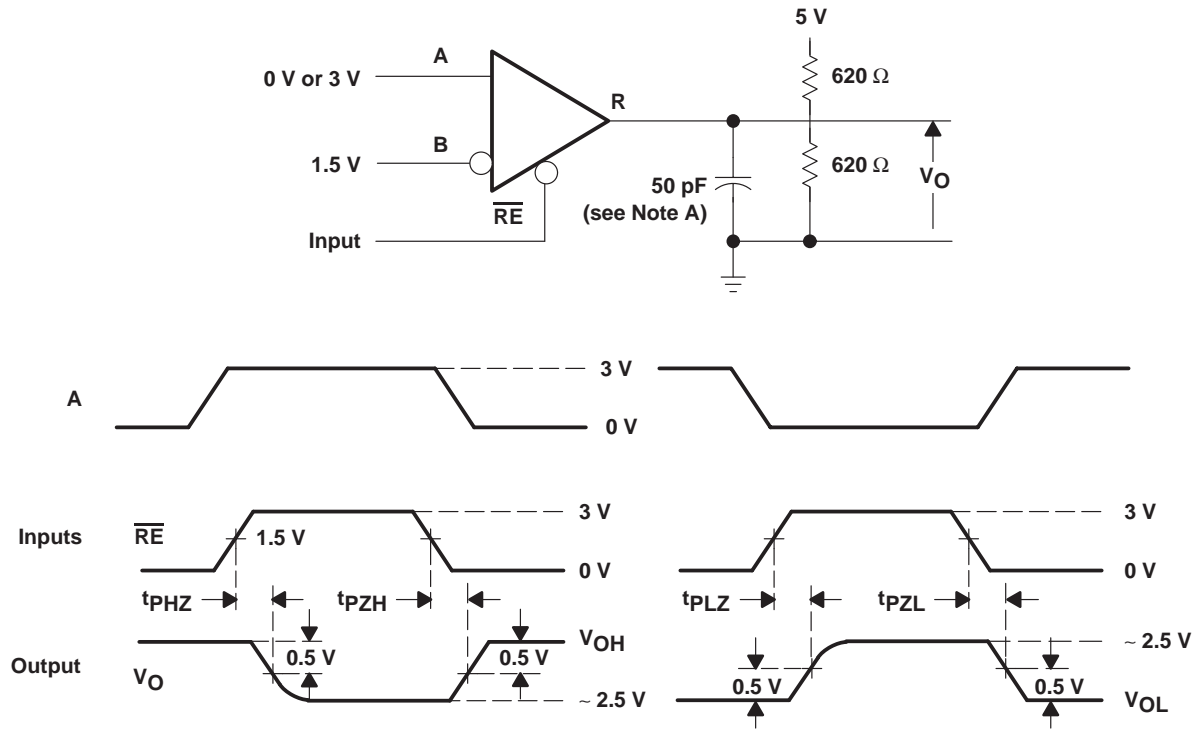 5 V
A
0 V or 3 V
620 Ω
R
B
1.5 V
620 Ω
VO
50 pF
(see Note A)
RE
Input
A
3 V
0 V
Inputs
RE
1.5 V
3 V
0 V
3 V
0 V
tPHZ
tPZH
tPLZ
tPZL
Output
VO
0.5 V
0.5 V
VOH
~ 2.5 V
0.5 V
0.5 V
~ 2.5 V
VOL